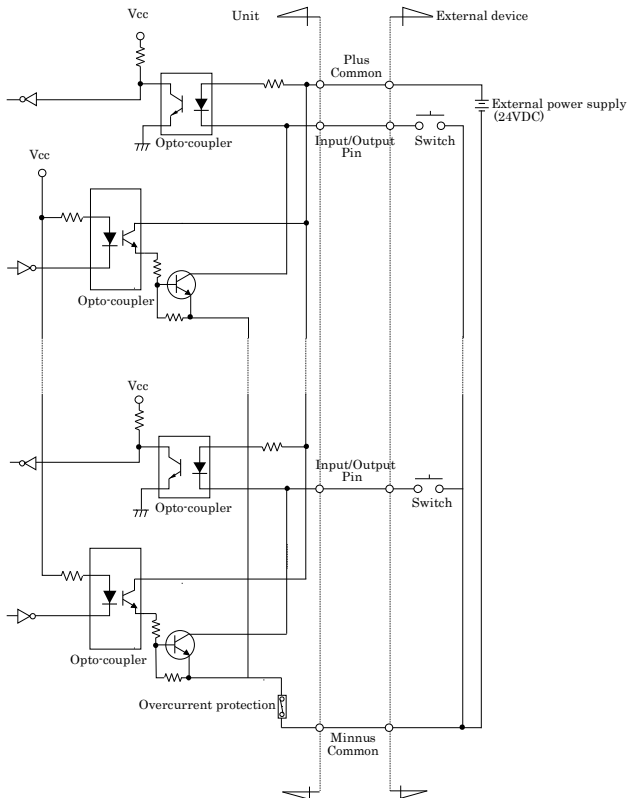 Vcc
Unit
External device
Plus
Common
External power supply
(24VDC)
Opto-coupler
Input/Output
Pin
Switch
Vcc
Opto-coupler
Vcc
Input/Output
Pin
Opto-coupler
Switch
Opto-coupler
Overcurrent protection
Minnus
Common